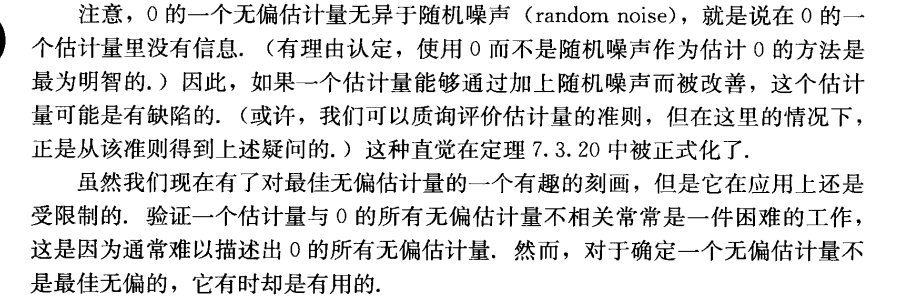 注意，0 的一个无偏估计量无异于随机噪声（random noise），就是说在 0 的一
个估计量里没有信息．（有理由认定，使用 0 而不是随机噪声作为估计 0 的方法是
最为明智的．）因此，如果一个估计量能够通过加上随机噪声而被改善，这个估计
量可能是有缺陷的．（或许，我们可以质询评价估计量的准则，但在这里的情况下，
正是从该准则得到上述疑问的．）这种直觉在定理 7.3.20 中被正式化了．
虽然我们现在有了对最佳无偏估计量的一个有趣的刻画，但是它在应用上还是
受限制的．验证一个估计量与 0 的所有无偏估计量不相关常常是一件困难的工作，
这是因为通常难以描述出 0 的所有无偏估计量．然而，对于确定一个无偏估计量不
是最佳无偏的，它有时却是有用的．